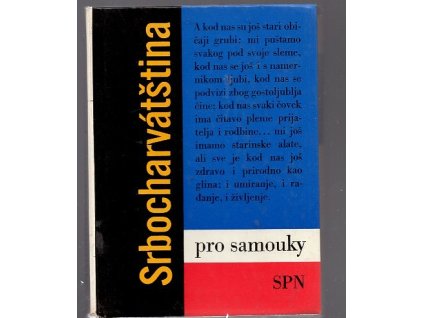 Srbocharvátština
A kod nas su još stari obi-
čaji grubi: mi puštamo
svakog pod svoje sleme,
kod nas se još i s namer-
nikom ljubi, kod nas se
podvizi zbog gostoljublja
čine; kod nas svaki čovek
ima čitavo pleme prija-
telja i rodbine... mi još
imamo starinske alate,
ali sve je kod nas još
zdravo i prirodno kao
glina: i umiranje, i ra-
đanje, i življenje.
pro samouky
SPN